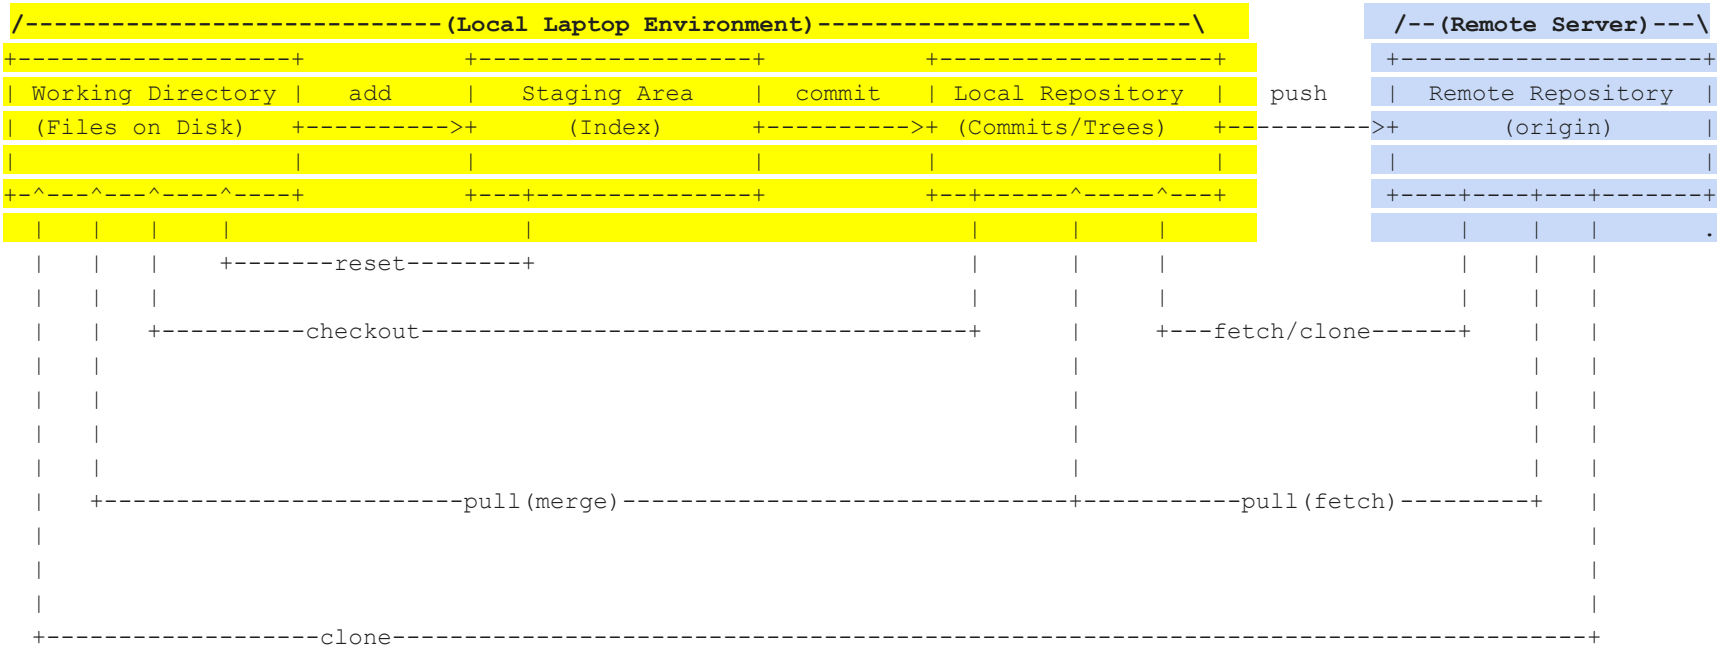 /-----------------------------(Local Laptop Environment)--------------------------\             /--(Remote Server)---\
+-------------------+           +-------------------+           +-------------------+           +---------------------+
| Working Directory |   add     |   Staging Area    |  commit   | Local Repository  |   push    |  Remote Repository  |
| (Files on Disk)   +---------->+      (Index)      +---------->+ (Commits/Trees)   +---------->+       (origin)      |
|                   |           |                   |           |                   |           |                     |
+-^---^---^----^----+           +---+---------------+           +--+------^-----^---+           +----+----+---+-------+
  |   |   |    |                    |                              |      |     |                    |    |   |       .
  |   |   |    +-------reset--------+                              |      |     |                    |    |   |
  |   |   |                                                        |      |     |                    |    |   |
  |   |   +----------checkout--------------------------------------+      |     +---fetch/clone------+    |   |
  |   |                                                                   |                               |   |
  |   |                                                                   |                               |   |
  |   |                                                                   |                               |   |
  |   |                                                                   |                               |   |
  |   +-------------------------pull(merge)-------------------------------+-----------pull(fetch)---------+   |
  |                                                                                                           |
  |                                                                                                           |
  |                                                                                                           |
  +-------------------clone-----------------------------------------------------------------------------------+